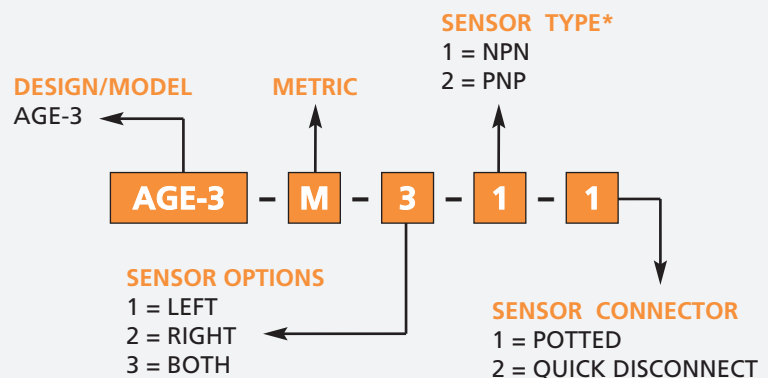 SENSOR TYPE*
1 = NPN
2 = PNP
DESIGN/MODEL
AGE-3
METRIC
AGE-3 - M - 3 - 1 - 1
SENSOR OPTIONS
1 = LEFT
2 = RIGHT
3 = BOTH
SENSOR CONNECTOR
1 = POTTED
2 = QUICK DISCONNECT